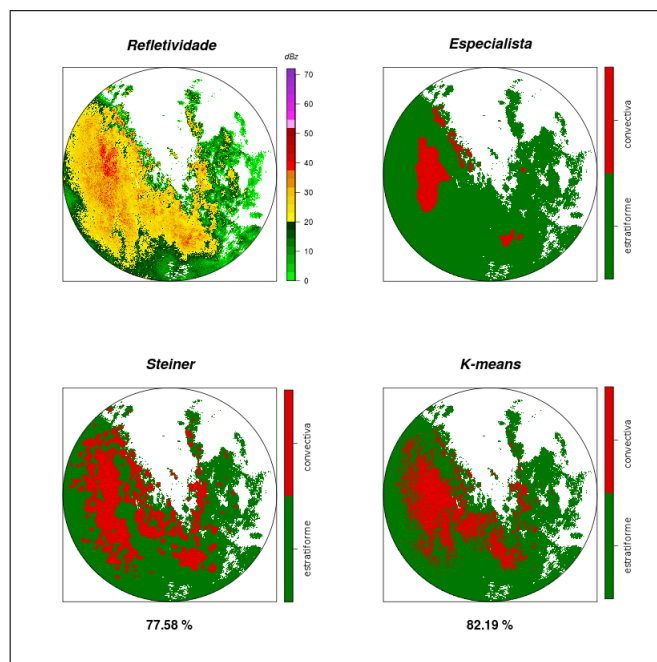 Refletividade
dBz
70
60
50
40
30
20
10
0
Especialista
convectiva
estratiforme
Steiner
convectiva
estratiforme
77.58 %
K-means
convectiva
estratiforme
82.19 %